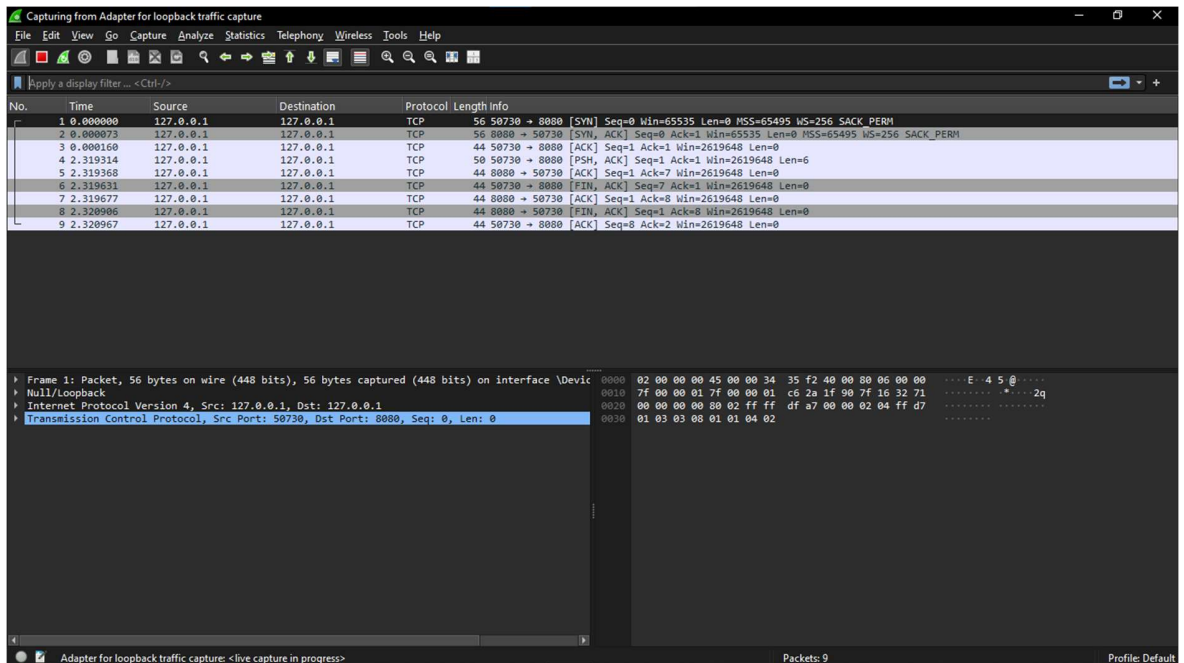 Capturing from Adapter for loopback traffic capture
File Edit View Go Capture Analyze Statistics Telephony Wireless Tools Help
Apply a display filter ... <Ctrl-/>
No. Time Source Destination Protocol Length Info
1 0.000000 127.0.0.1 127.0.0.1 TCP 56 50730 → 8080 [SYN] Seq=0 Win=65535 Len=0 MSS=65495 WS=256 SACK_PERM
2 0.000073 127.0.0.1 127.0.0.1 TCP 56 8080 → 50730 [SYN, ACK] Seq=0 Ack=1 Win=65535 Len=0 MSS=65495 WS=256 SACK_PERM
3 0.000160 127.0.0.1 127.0.0.1 TCP 44 50730 → 8080 [ACK] Seq=1 Ack=1 Win=2619648 Len=0
4 2.319314 127.0.0.1 127.0.0.1 TCP 50 50730 → 8080 [PSH, ACK] Seq=1 Ack=1 Win=2619648 Len=6
5 2.319368 127.0.0.1 127.0.0.1 TCP 44 8080 → 50730 [ACK] Seq=1 Ack=7 Win=2619648 Len=0
6 2.319631 127.0.0.1 127.0.0.1 TCP 44 50730 → 8080 [FIN, ACK] Seq=7 Ack=1 Win=2619648 Len=0
7 2.319677 127.0.0.1 127.0.0.1 TCP 44 8080 → 50730 [ACK] Seq=1 Ack=8 Win=2619648 Len=0
8 2.320906 127.0.0.1 127.0.0.1 TCP 44 8080 → 50730 [FIN, ACK] Seq=1 Ack=8 Win=2619648 Len=0
9 2.320967 127.0.0.1 127.0.0.1 TCP 44 50730 → 8080 [ACK] Seq=8 Ack=2 Win=2619648 Len=0
Frame 1: Packet, 56 bytes on wire (448 bits), 56 bytes captured (448 bits) on interface \Devic
Null/Loopback
Internet Protocol Version 4, Src: 127.0.0.1, Dst: 127.0.0.1
Transmission Control Protocol, Src Port: 50730, Dst Port: 8080, Seq: 0, Len: 0
0000 02 00 00 00 45 00 00 34 35 f2 40 00 80 06 00 00 ····E··4 5·@·····
0010 7f 00 00 01 7f 00 00 01 c6 2a 1f 90 7f 16 32 71 ········ ·*····2q
0020 00 00 00 00 80 02 ff ff df a7 00 00 02 04 ff d7 ········ ········
0030 01 03 03 08 01 01 04 02 ········
Adapter for loopback traffic capture: <live capture in progress>
Packets: 9
Profile: Default